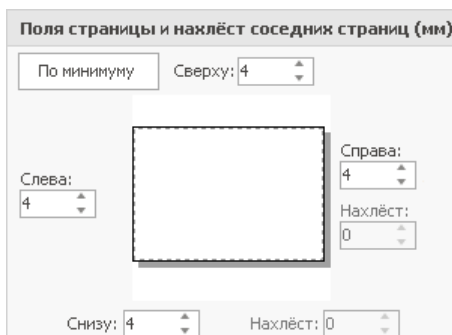 Поля страницы и нахлёст соседних страниц (мм)
По минимуму Сверху: 4
Справа:
4
Слева:
4
Нахлёст:
0
Снизу: 4 Нахлёст: 0